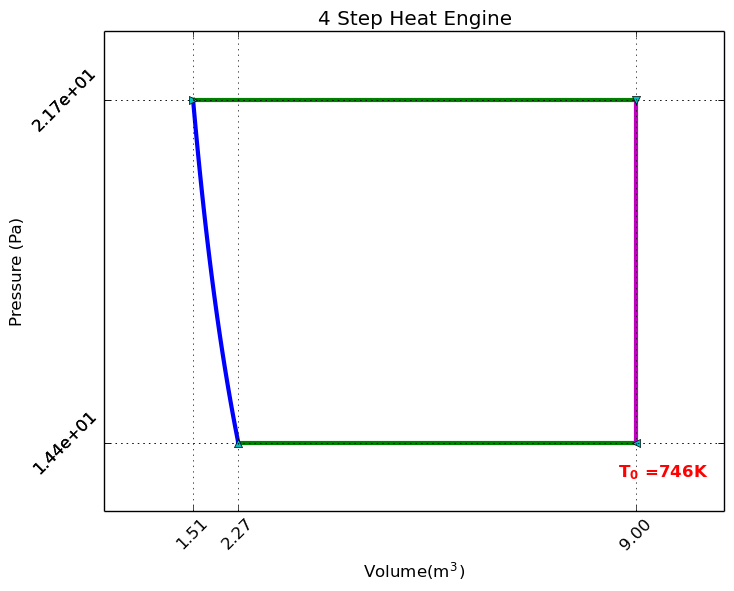 4 Step Heat Engine
2.17e+01
Pressure (Pa)
1.44e+01
T₀ =746K
1.51
2.27
9.00
Volume(m³)